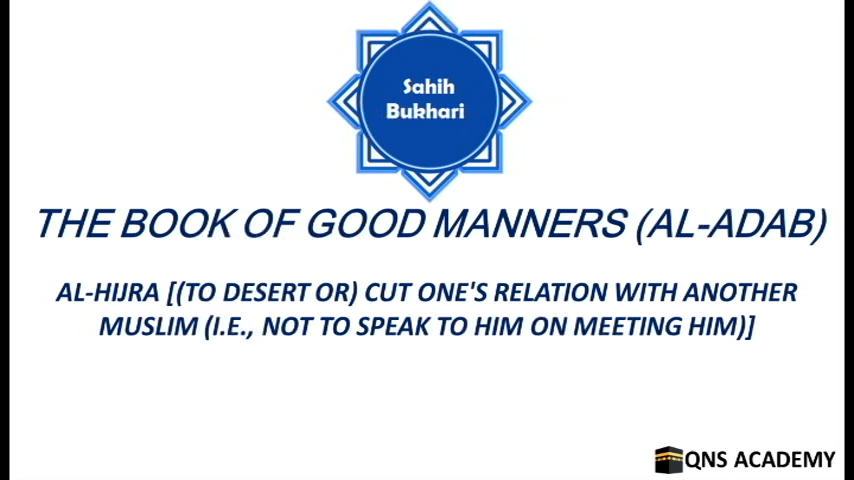 Sahih
Bukhari
THE BOOK OF GOOD MANNERS (AL-ADAB)
AL-HIJRA [(TO DESERT OR) CUT ONE'S RELATION WITH ANOTHER
MUSLIM (I.E., NOT TO SPEAK TO HIM ON MEETING HIM)]
QNS ACADEMY